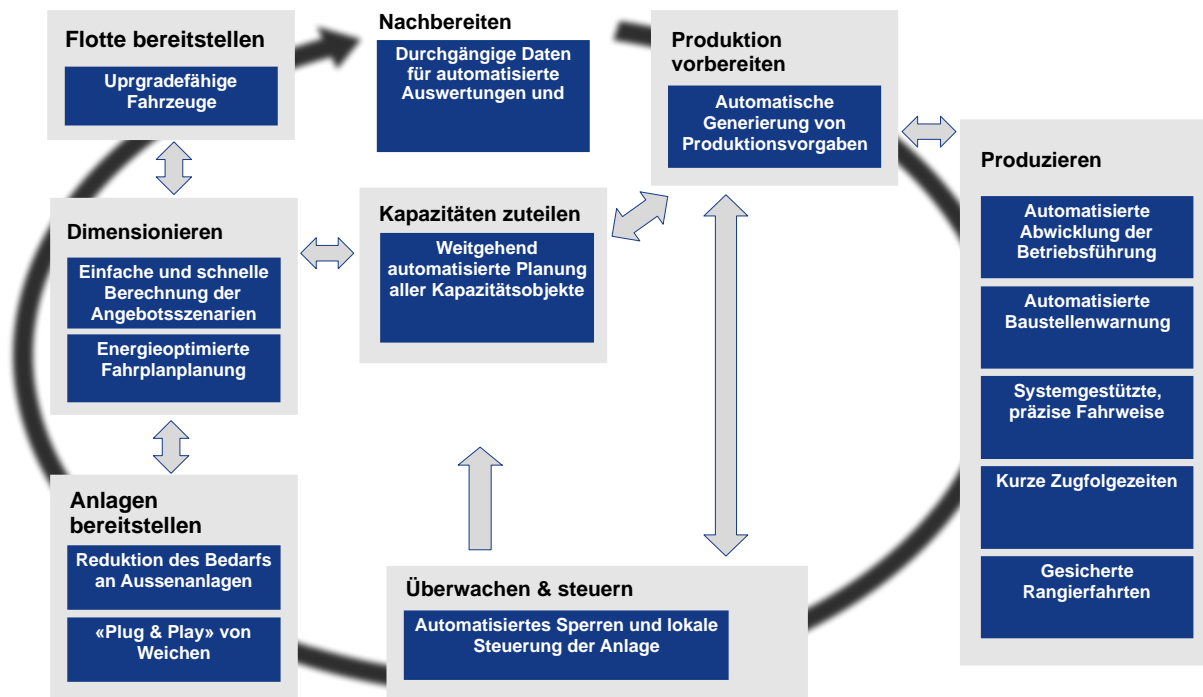 Flotte bereitstellen
Uprgradefähige
Fahrzeuge
Nachbereiten
Durchgängige Daten
für automatisierte
Auswertungen und
Produktion
vorbereiten
Automatische
Generierung von
Produktionsvorgaben
Produzieren
Automatisierte
Abwicklung der
Betriebsführung
Automatisierte
Baustellenwarnung
Systemgestützte,
präzise Fahrweise
Kurze Zugfolgezeiten
Gesicherte
Rangierfahrten
Dimensionieren
Einfache und schnelle
Berechnung der
Angebotsszenarien
Energieoptimierte
Fahrplanplanung
Kapazitäten zuteilen
Weitgehend
automatisierte Planung
aller Kapazitätsobjekte
Anlagen
bereitstellen
Reduktion des Bedarfs
an Aussenanlagen
«Plug & Play» von
Weichen
Überwachen & steuern
Automatisiertes Sperren und lokale
Steuerung der Anlage